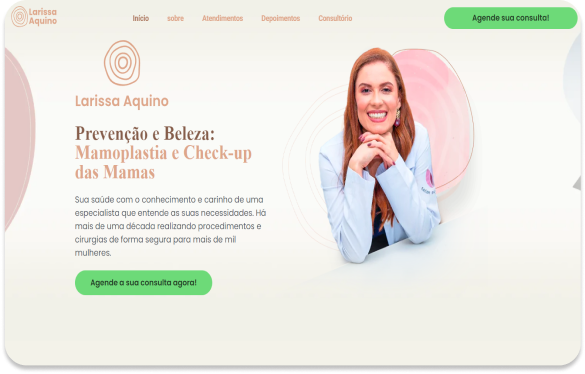 Larissa
Aquino
Início sobre Atendimentos Depoimentos Consultório
Agende sua consulta!
Larissa Aquino
Prevenção e Beleza:
Mamoplastia e Check-up
das Mamas
Sua saúde com o conhecimento e carinho de uma
especialista que entende as suas necessidades. Há
mais de uma década realizando procedimentos e
cirurgias de forma segura para mais de mil
mulheres.
Agende a sua consulta agora!